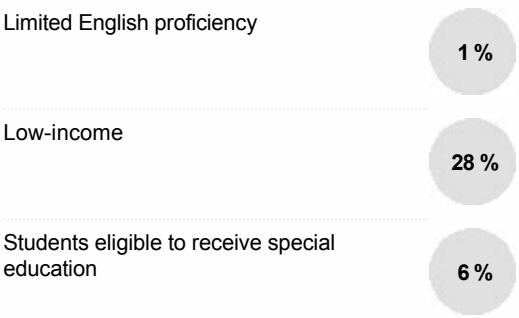 Limited English proficiency
1 %
Low-income
28 %
Students eligible to receive special
education
6 %